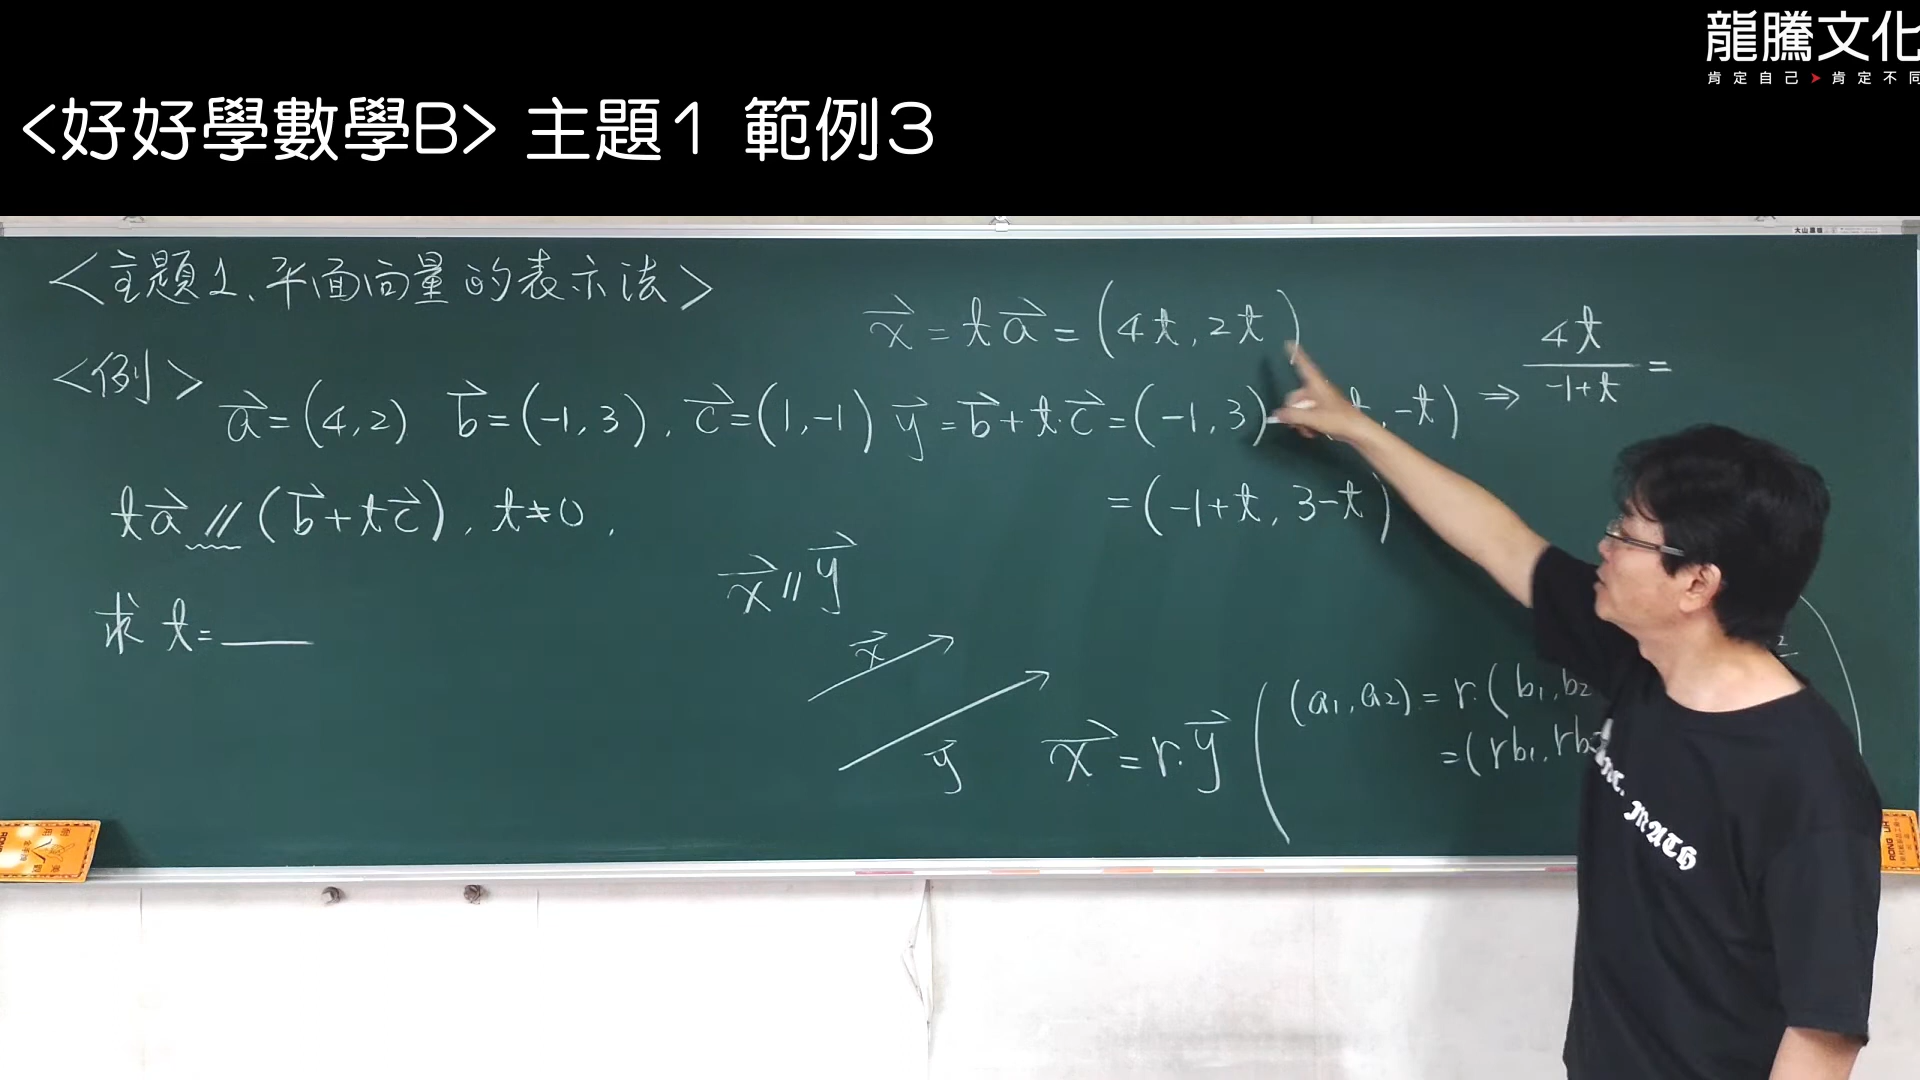 龍騰文化
肯定自己➤肯定不同
<好好學數學B> 主題1 範例3
<主題1、平面向量的表示法>
<例>
a⃗=(4,2) b⃗=(-1,3), c⃗=(1,-1)
t a⃗ // (b⃗+t c⃗), t≠0,
求 t=____
x⃗ = t a⃗ = (4t, 2t)
y⃗ = b⃗+t·c⃗ = (-1,3) t, -t)
= (-1+t, 3-t)
⇒ 4t/(-1+t) =
x⃗ // y⃗
x⃗
y⃗
x⃗ = r·y⃗
(a₁,a₂) = r·(b₁,b₂
=(rb₁,rb₂
2
MATH